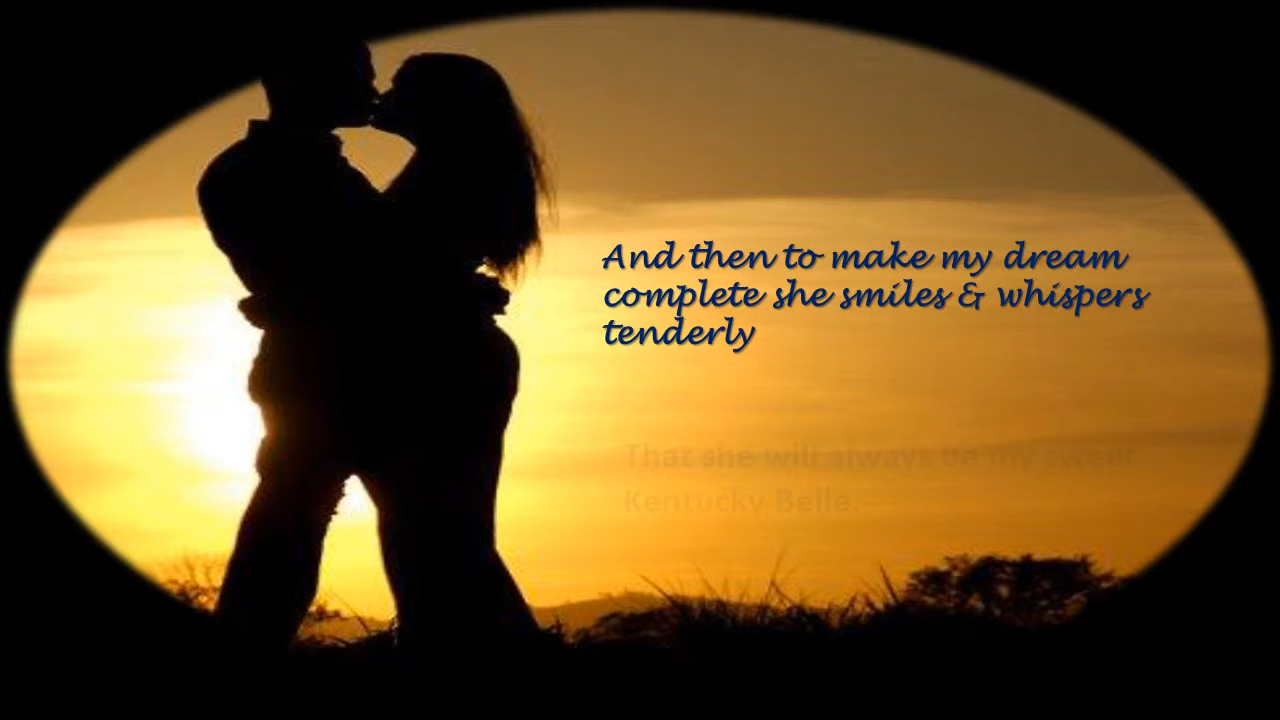 And then to make my dream
complete she smiles & whispers
tenderly
That she will always be my sweet
Kentucky Belle.